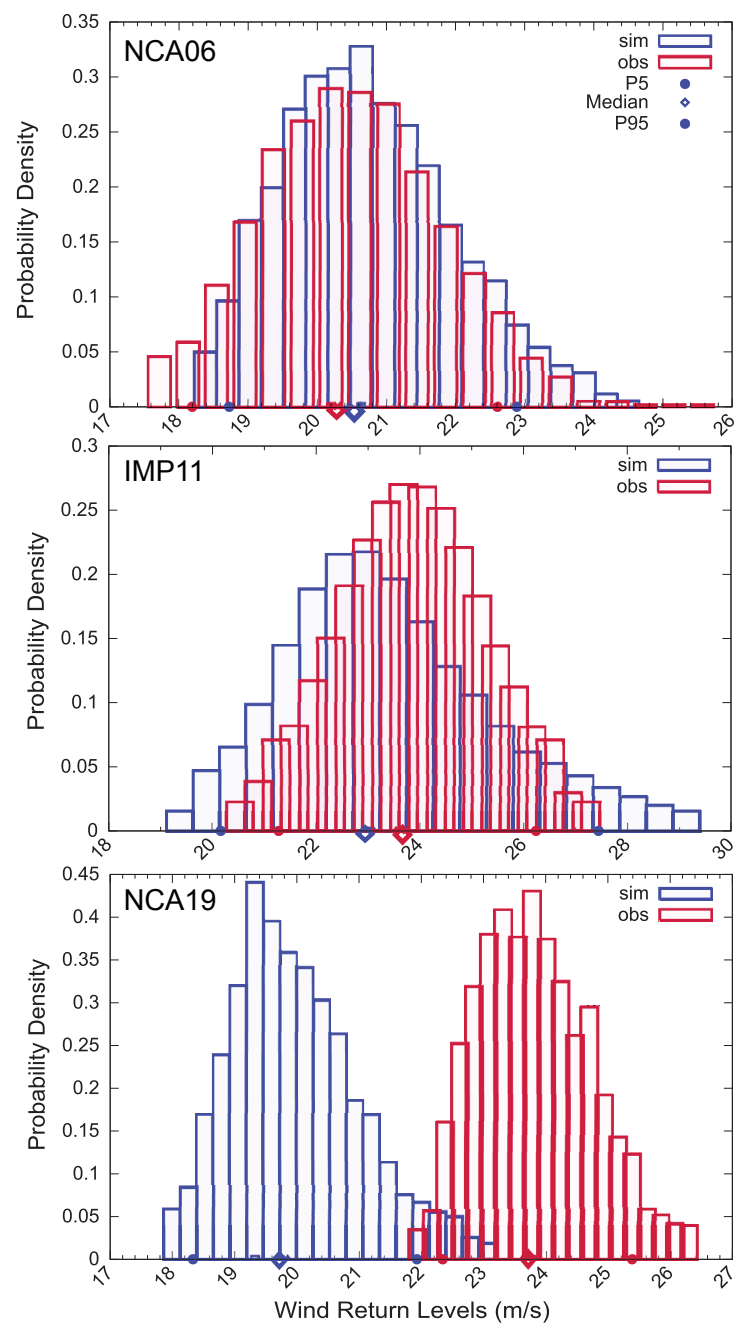 NCA06
sim
obs
P5
Median
P95
0.35
0.3
0.25
0.2
0.15
0.1
0.05
0
Probability Density
17 18 19 20 21 22 23 24 25 26
IMP11
sim
obs
0.3
0.25
0.2
0.15
0.1
0.05
0
Probability Density
18 20 22 24 26 28 30
NCA19
sim
obs
0.45
0.4
0.35
0.3
0.25
0.2
0.15
0.1
0.05
0
Probability Density
17 18 19 20 21 22 23 24 25 26 27
Wind Return Levels (m/s)